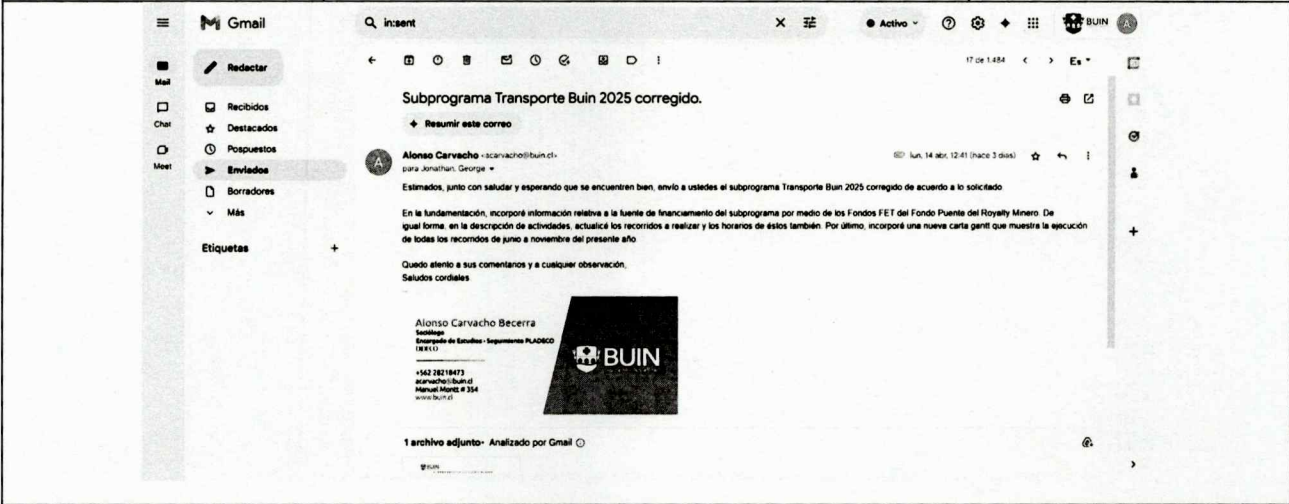 Gmail
in:sent
Activo
BUIN
A
Mail
Redactar
17 de 1.484
Es
Chat
Meet
Recibidos
Destacados
Pospuestos
Enviados
Borradores
Más
Etiquetas
+
Subprograma Transporte Buin 2025 corregido.
Resumir este correo
A
Alonso Carvacho <acarvacho@buin.cl>
lun, 14 abr, 12:41 (hace 3 días)
para Jonathan, George
Estimados, junto con saludar y esperando que se encuentren bien, envío a ustedes el subprograma Transporte Buin 2025 corregido de acuerdo a lo solicitado.
En la fundamentación, incorporé información relativa a la fuente de financiamiento del subprograma por medio de los Fondos FET del Fondo Puente del Royalty Minero. De
igual forma, en la descripción de actividades, actualicé los recorridos a realizar y los horarios de éstos también. Por último, incorporé una nueva carta gantt que muestra la ejecución
de todas los recorridos de junio a noviembre del presente año.
Quedo atento a sus comentarios y a cualquier observación,
Saludos cordiales
Alonso Carvacho Becerra
Sociólogo
Encargado de Estudios - Seguimiento PLADECO
BUIN
+562 28218473
acarvacho@buin.cl
Manuel Montt # 354
www.buin.cl
1 archivo adjunto • Analizado por Gmail
BUIN